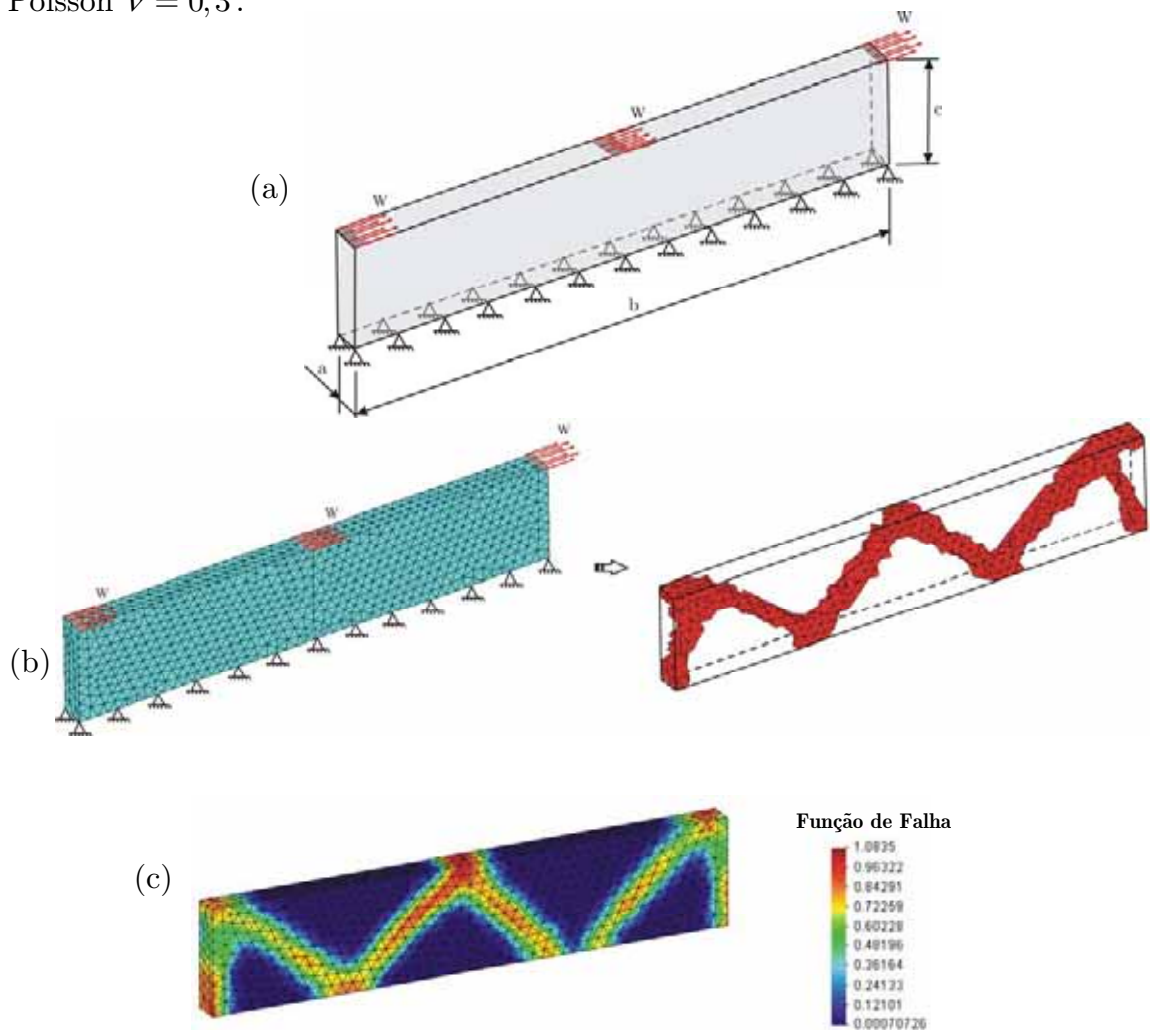 Poisson ν = 0,3.
w
w
w
(a)
c
b
a
w
w
w
(b)
(c)
Função de Falha
1.0835
0.96322
0.84291
0.72259
0.60228
0.48196
0.36164
0.24133
0.12101
0.00070726